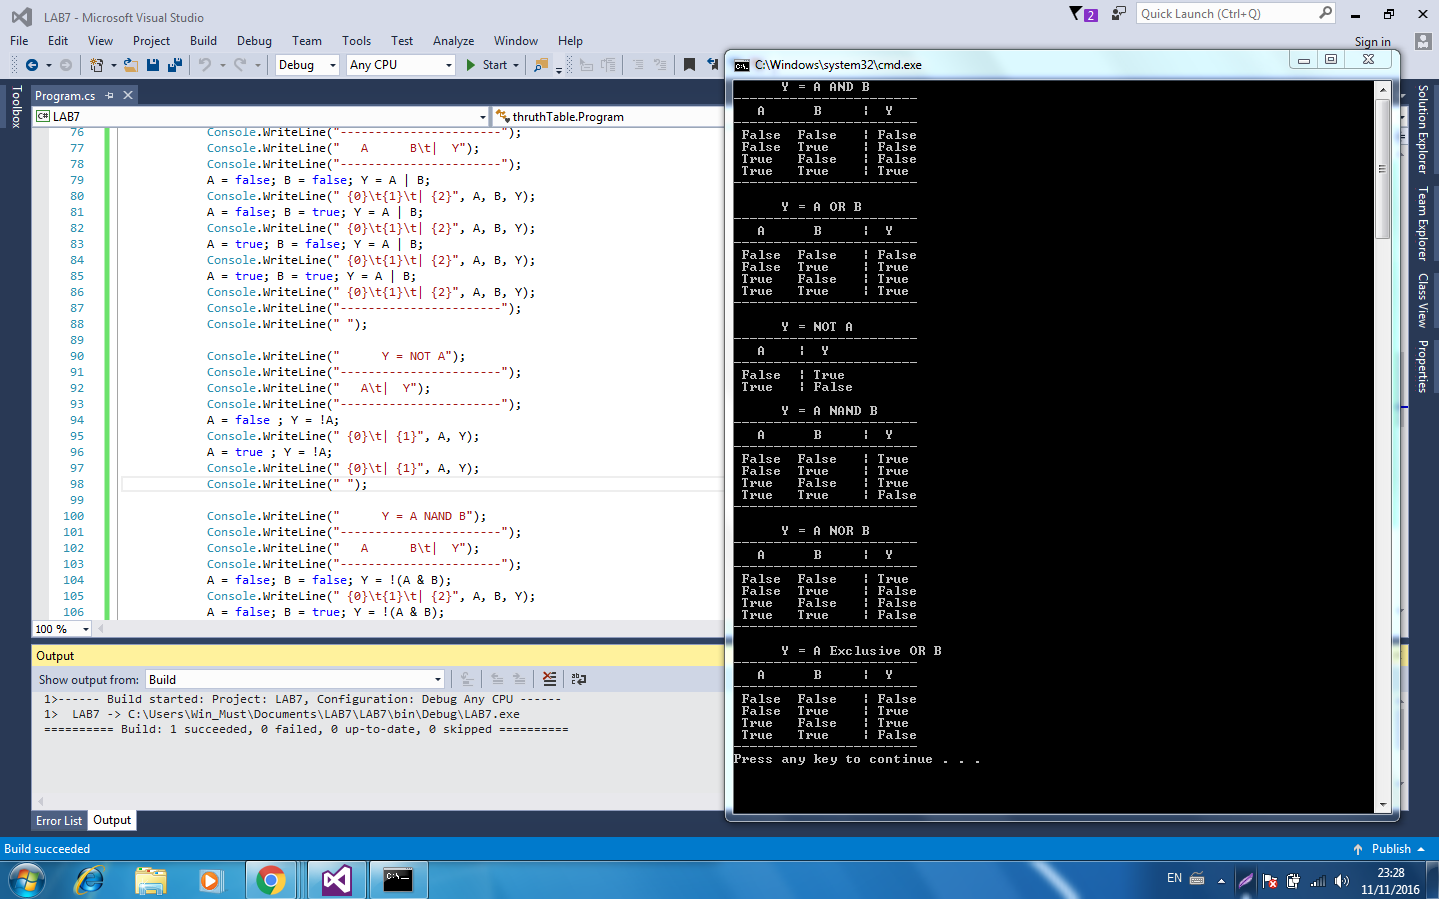 LAB7 - Microsoft Visual Studio
2
Quick Launch (Ctrl+Q)
File Edit View Project Build Debug Team Tools Test Analyze Window Help
Sign in
Debug Any CPU Start
Toolbox
Program.cs
LAB7 thruthTable.Program
76 Console.WriteLine("-----------------------");
77 Console.WriteLine("   A      B\t|  Y");
78 Console.WriteLine("-----------------------");
79 A = false; B = false; Y = A | B;
80 Console.WriteLine(" {0}\t{1}\t| {2}", A, B, Y);
81 A = false; B = true; Y = A | B;
82 Console.WriteLine(" {0}\t{1}\t| {2}", A, B, Y);
83 A = true; B = false; Y = A | B;
84 Console.WriteLine(" {0}\t{1}\t| {2}", A, B, Y);
85 A = true; B = true; Y = A | B;
86 Console.WriteLine(" {0}\t{1}\t| {2}", A, B, Y);
87 Console.WriteLine("-----------------------");
88 Console.WriteLine(" ");
89
90 Console.WriteLine("      Y = NOT A");
91 Console.WriteLine("-----------------------");
92 Console.WriteLine("   A\t|  Y");
93 Console.WriteLine("-----------------------");
94 A = false ; Y = !A;
95 Console.WriteLine(" {0}\t| {1}", A, Y);
96 A = true ; Y = !A;
97 Console.WriteLine(" {0}\t| {1}", A, Y);
98 Console.WriteLine(" ");
99
100 Console.WriteLine("      Y = A NAND B");
101 Console.WriteLine("-----------------------");
102 Console.WriteLine("   A      B\t|  Y");
103 Console.WriteLine("-----------------------");
104 A = false; B = false; Y = !(A & B);
105 Console.WriteLine(" {0}\t{1}\t| {2}", A, B, Y);
106 A = false; B = true; Y = !(A & B);
100 %
Output
Show output from: Build
1>------ Build started: Project: LAB7, Configuration: Debug Any CPU ------
1>  LAB7 -> C:\Users\Win_Must\Documents\LAB7\LAB7\bin\Debug\LAB7.exe
========== Build: 1 succeeded, 0 failed, 0 up-to-date, 0 skipped ==========
Error List Output
C:\Windows\system32\cmd.exe
Y = A AND B
-----------------------
A B | Y
-----------------------
False False | False
False True | False
True False | False
True True | True
-----------------------
Y = A OR B
-----------------------
A B | Y
-----------------------
False False | False
False True | True
True False | True
True True | True
-----------------------
Y = NOT A
-----------------------
A | Y
-----------------------
False | True
True | False
Y = A NAND B
-----------------------
A B | Y
-----------------------
False False | True
False True | True
True False | True
True True | False
-----------------------
Y = A NOR B
-----------------------
A B | Y
-----------------------
False False | True
False True | False
True False | False
True True | False
-----------------------
Y = A Exclusive OR B
-----------------------
A B | Y
-----------------------
False False | False
False True | True
True False | True
True True | False
-----------------------
Press any key to continue . . .
Solution Explorer
Team Explorer
Class View
Properties
Build succeeded
Publish
EN
23:28
11/11/2016